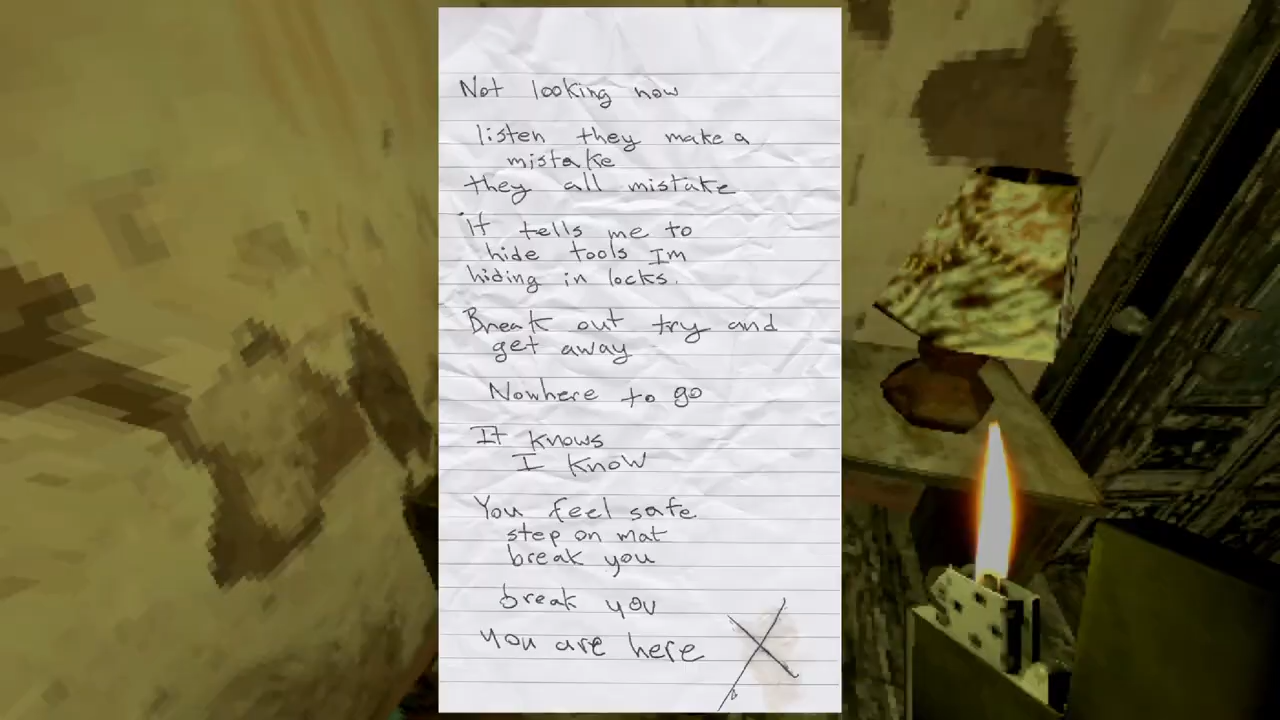 Not looking now
listen they make a
mistake
they all mistake
it tells me to
hide tools Im
hiding in locks.
Break out try and
get away
Nowhere to go
It knows
I know
You feel safe
step on mat
break you
break you
you are here